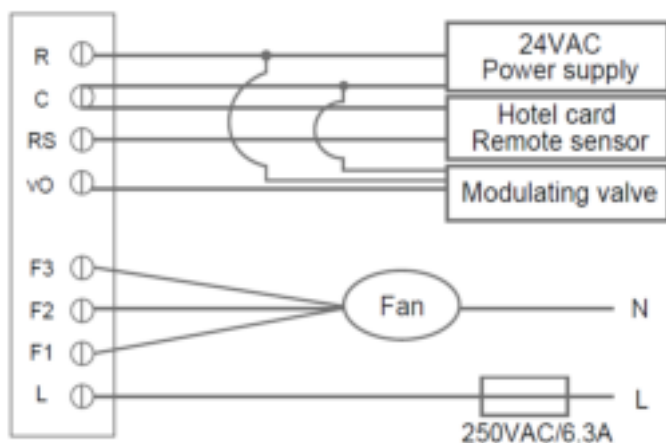 R
24VAC
Power supply
C
Hotel card
RS
Remote sensor
vO
Modulating valve
F3
F2
Fan
N
F1
L
L
250VAC/6.3A